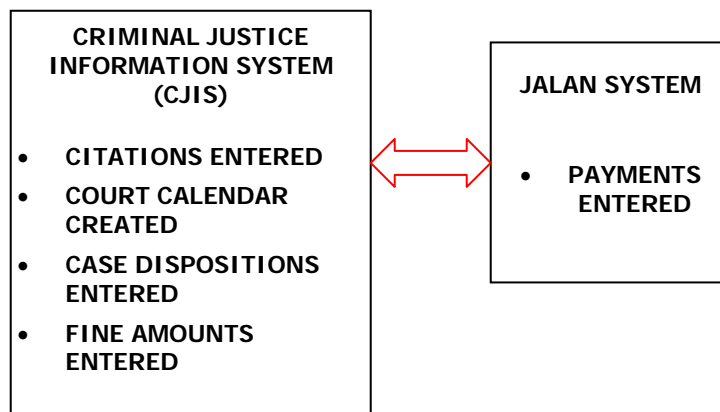 CRIMINAL JUSTICE
INFORMATION SYSTEM
(CJIS)
• CITATIONS ENTERED
• COURT CALENDAR
CREATED
• CASE DISPOSITIONS
ENTERED
• FINE AMOUNTS
ENTERED
JALAN SYSTEM
• PAYMENTS
ENTERED